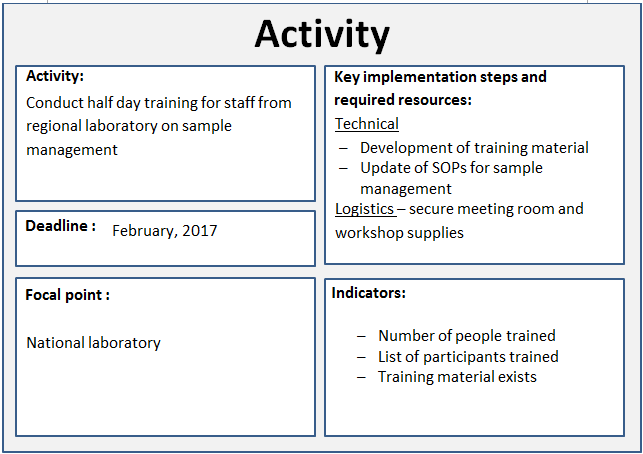 Activity
Activity:
Conduct half day training for staff from
regional laboratory on sample
management
Deadline : February, 2017
Focal point :
National laboratory
Key implementation steps and
required resources:
Technical
– Development of training material
– Update of SOPs for sample
management
Logistics – secure meeting room and
workshop supplies
Indicators:
– Number of people trained
– List of participants trained
– Training material exists